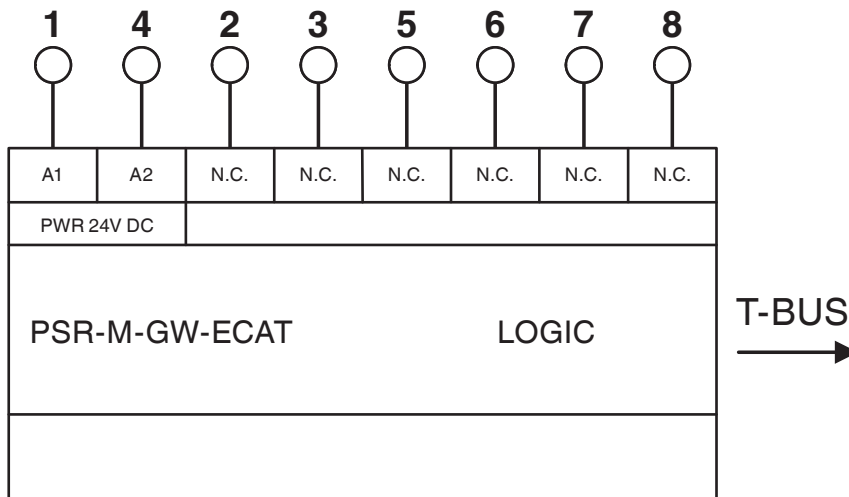 1 4 2 3 5 6 7 8
A1 A2 N.C. N.C. N.C. N.C. N.C. N.C.
PWR 24V DC
PSR-M-GW-ECAT LOGIC
T-BUS